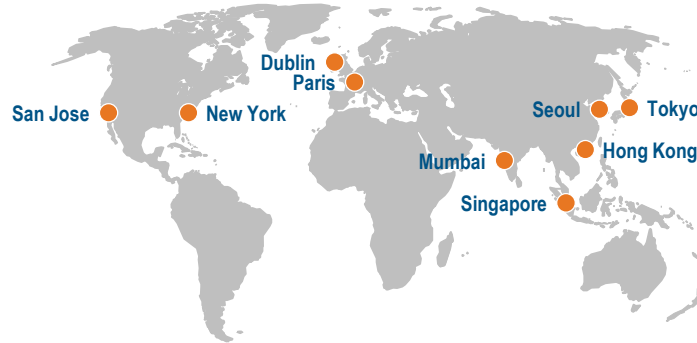 Dublin
Paris
San Jose
New York
Seoul
Tokyo
Hong Kong
Mumbai
Singapore